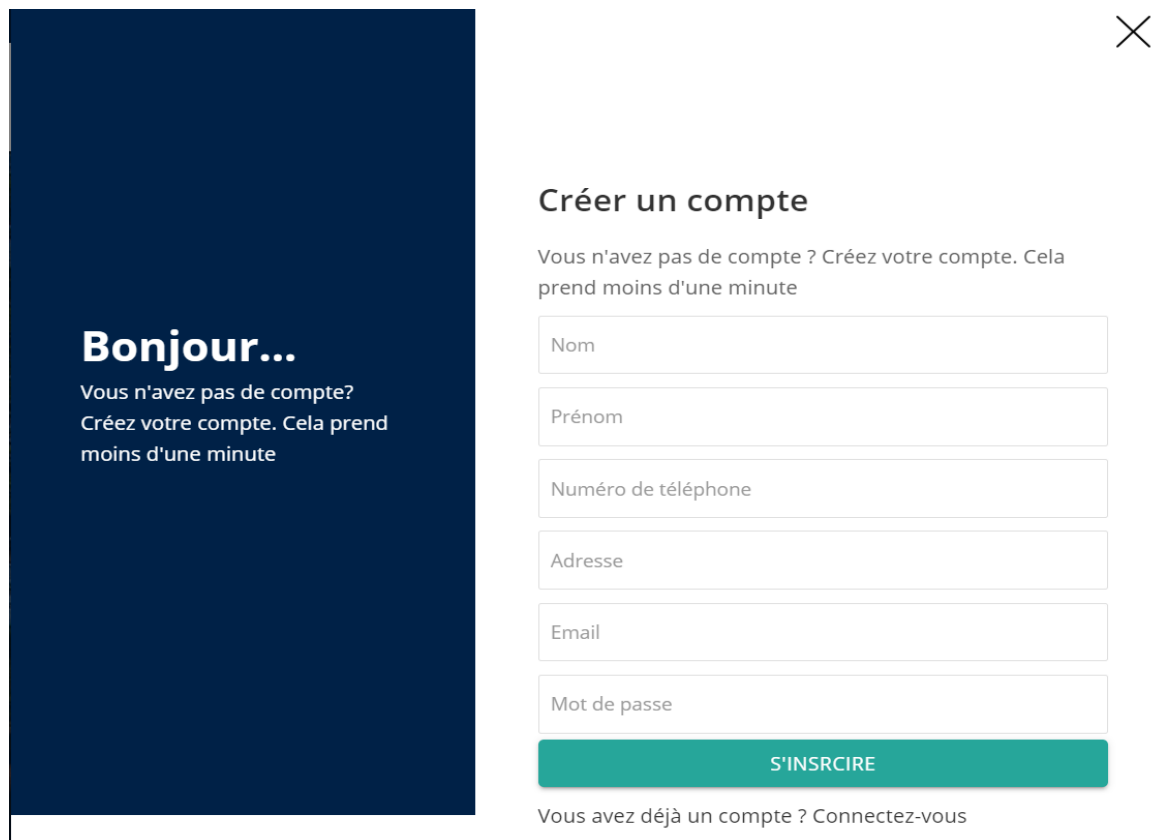 Bonjour...
Vous n'avez pas de compte?
Créez votre compte. Cela prend
moins d'une minute
Créer un compte
Vous n'avez pas de compte ? Créez votre compte. Cela
prend moins d'une minute
Nom
Prénom
Numéro de téléphone
Adresse
Email
Mot de passe
S'INSRCIRE
Vous avez déjà un compte ? Connectez-vous